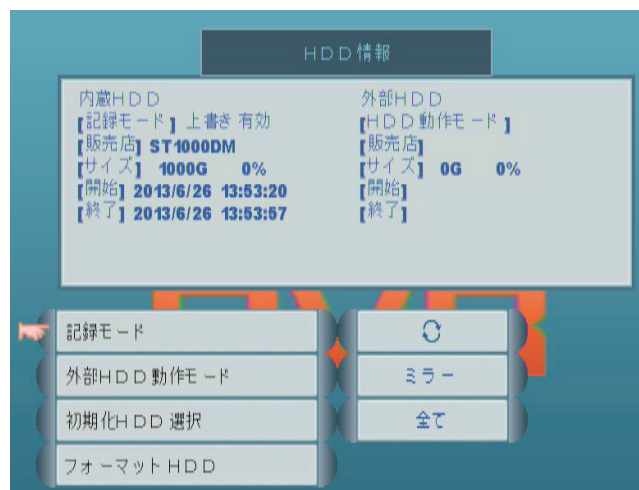 HDD情報
内蔵HDD
[記録モード] 上書き 有効
[販売店] ST1000DM
[サイズ] 1000G 0%
[開始] 2013/6/26 13:53:20
[終了] 2013/6/26 13:53:57
外部HDD
[HDD動作モード]
[販売店]
[サイズ] 0G 0%
[開始]
[終了]
記録モード
外部HDD動作モード
ミラー
初期化HDD 選択
全て
フォーマットHDD